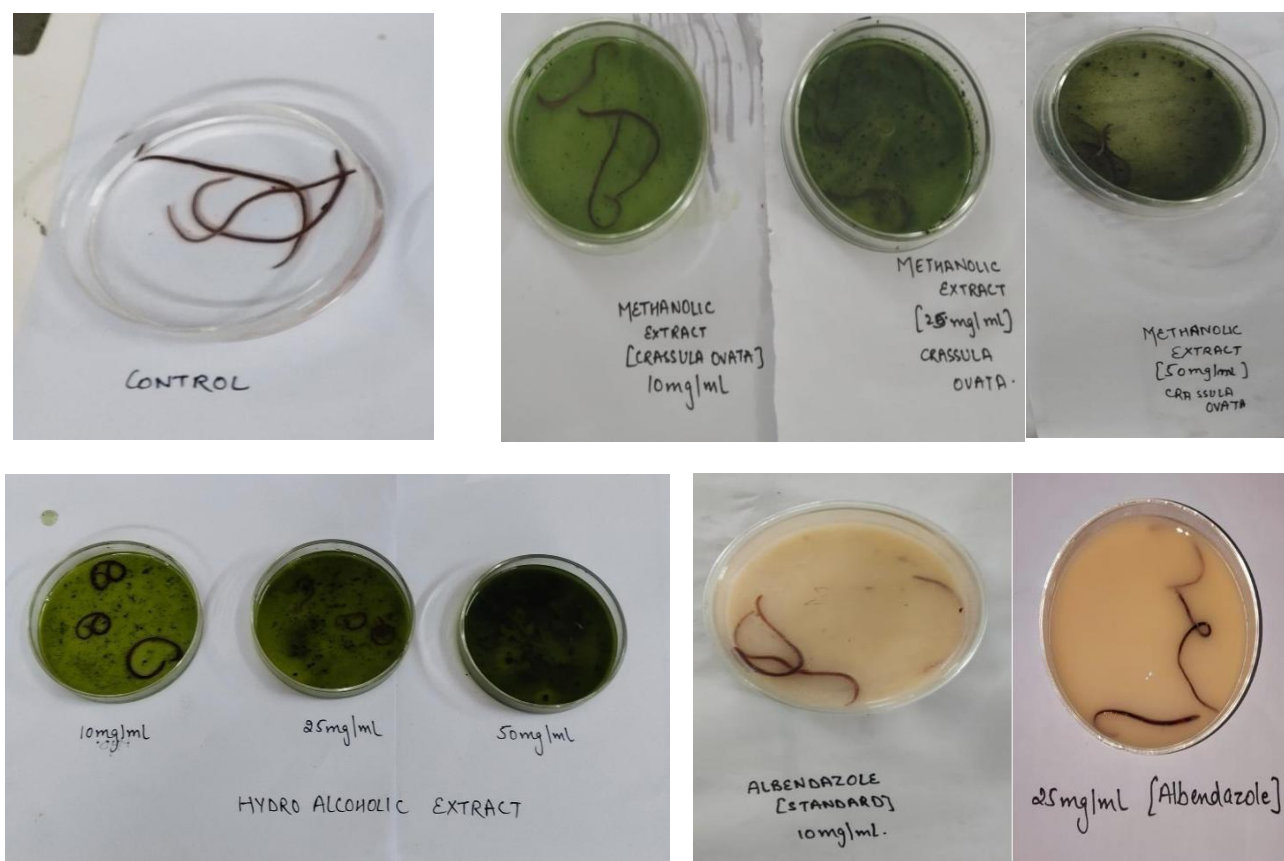 CONTROL
METHANOLIC
EXTRACT
[CRASSULA OVATA]
10mg/mL
METHANOLIC
EXTRACT
[25mg/mL]
CRASSULA
OVATA.
METHANOLIC
EXTRACT
[50mg/mL]
CRASSULA
OVATA
10mg/mL
25mg/mL
50mg/mL
HYDRO ALCOHOLIC EXTRACT
ALBENDAZOLE
[STANDARD]
10mg/mL.
25mg/mL [Albendazole]